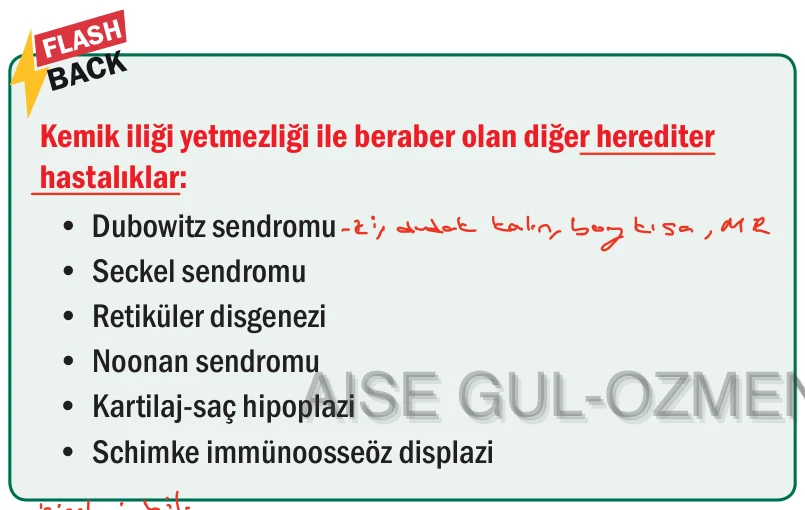 FLASH
BACK
Kemik iliği yetmezliği ile beraber olan diğer herediter
hastalıklar:
• Dubowitz sendromu - zi, dudak kalın, boy kısa, MR
• Seckel sendromu
• Retiküler disgenezi
• Noonan sendromu
• Kartilaj-saç hipoplazi
• Schimke immünoosseöz displazi
AISE GUL-OZMEN